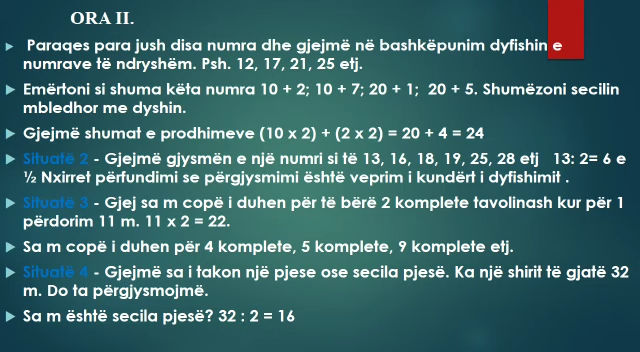 ORA II.
Paraqes para jush disa numra dhe gjejmë në bashkëpunim dyfishin e
numrave të ndryshëm. Psh. 12, 17, 21, 25 etj.
Emërtoni si shuma këta numra 10 + 2; 10 + 7; 20 + 1; 20 + 5. Shumëzoni secilin
mbledhor me dyshin.
Gjejmë shumat e prodhimeve (10 x 2) + (2 x 2) = 20 + 4 = 24
Situatë 2 - Gjejmë gjysmën e një numri si të 13, 16, 18, 19, 25, 28 etj 13: 2= 6 e
½ Nxirret përfundimi se përgjysmimi është veprim i kundërt i dyfishimit .
Situatë 3 - Gjej sa m copë i duhen për të bërë 2 komplete tavolinash kur për 1
përdorim 11 m. 11 x 2 = 22.
Sa m copë i duhen për 4 komplete, 5 komplete, 9 komplete etj.
Situatë 4 - Gjejmë sa i takon një pjese ose secila pjesë. Ka një shirit të gjatë 32
m. Do ta përgjysmojmë.
Sa m është secila pjesë? 32 : 2 = 16